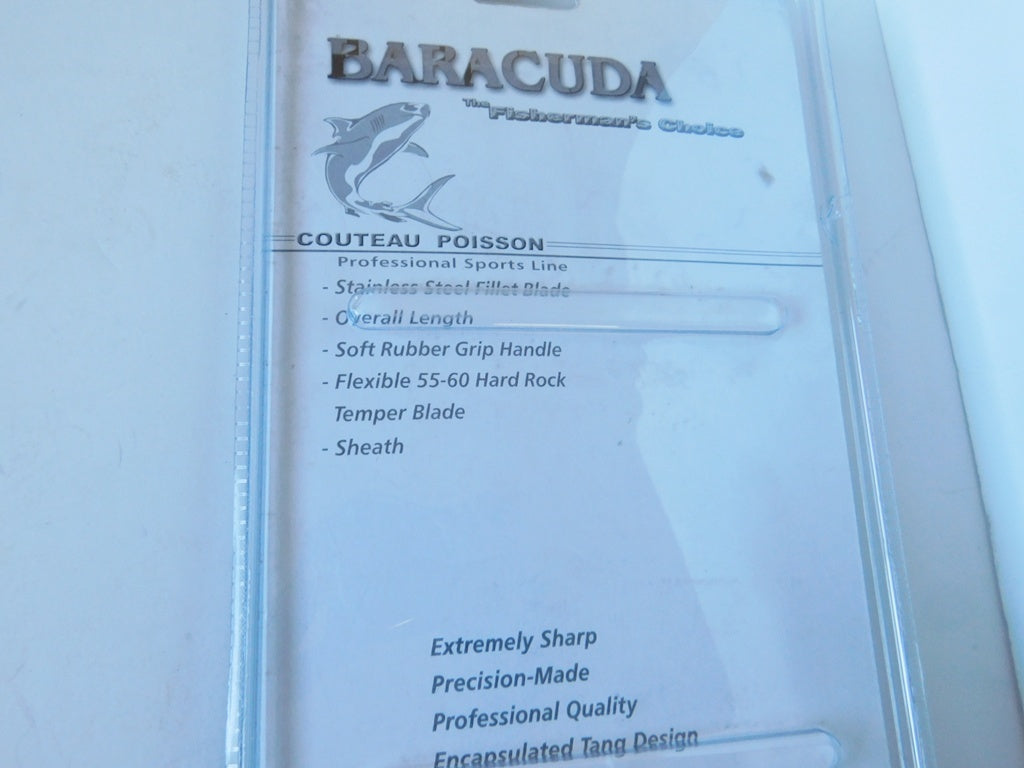 BARACUDA
The Fisherman's Choice
COUTEAU POISSON
Professional Sports Line
- Stainless Steel Fillet Blade
- Overall Length
- Soft Rubber Grip Handle
- Flexible 55-60 Hard Rock
Temper Blade
- Sheath
Extremely Sharp
Precision-Made
Professional Quality
Encapsulated Tang Design